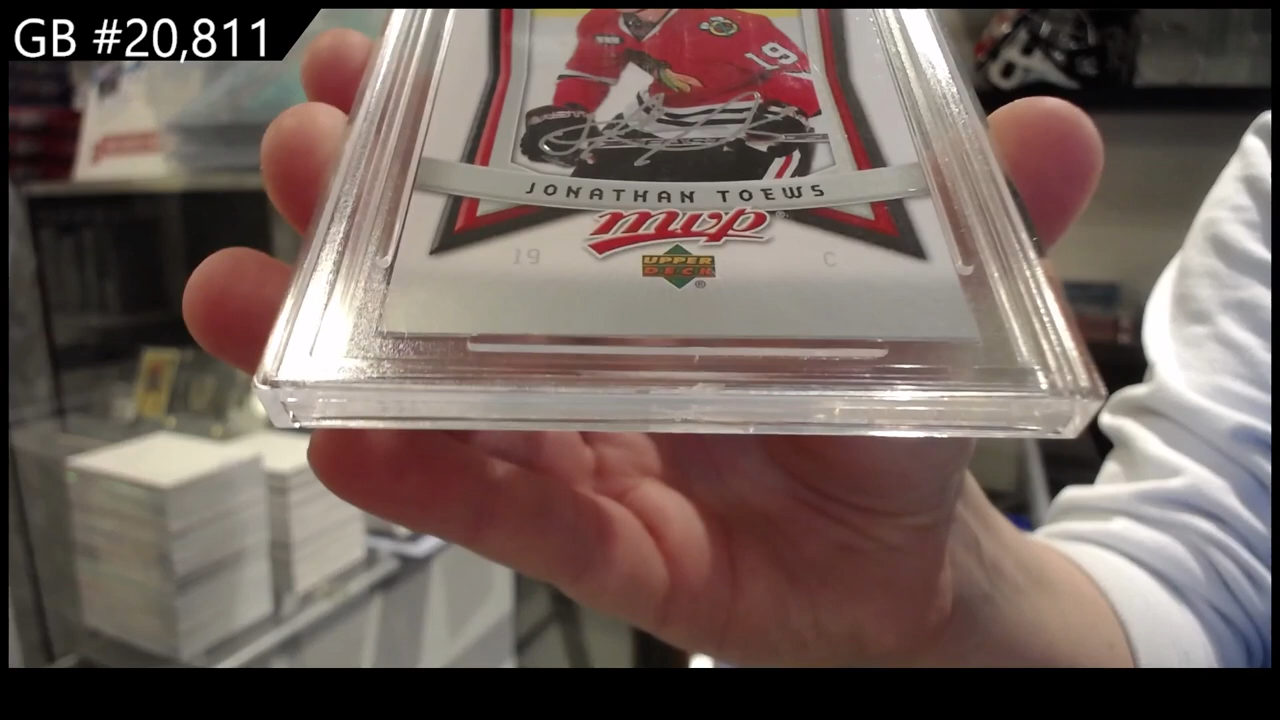 GB #20,811
19
JONATHAN TOEWS
mvp
19 C
UPPER
DECK
®